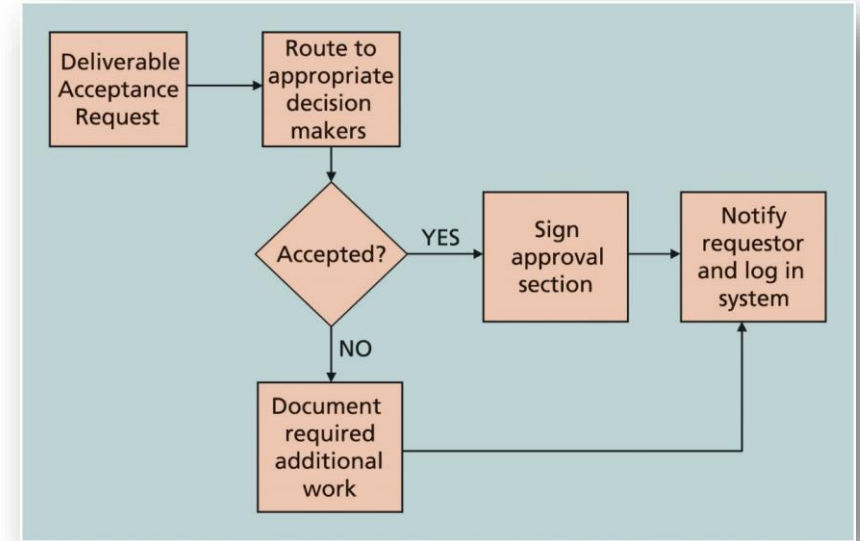 Deliverable
Acceptance
Request
Route to
appropriate
decision
makers
Accepted?
YES
Sign
approval
section
Notify
requestor
and log in
system
NO
Document
required
additional
work